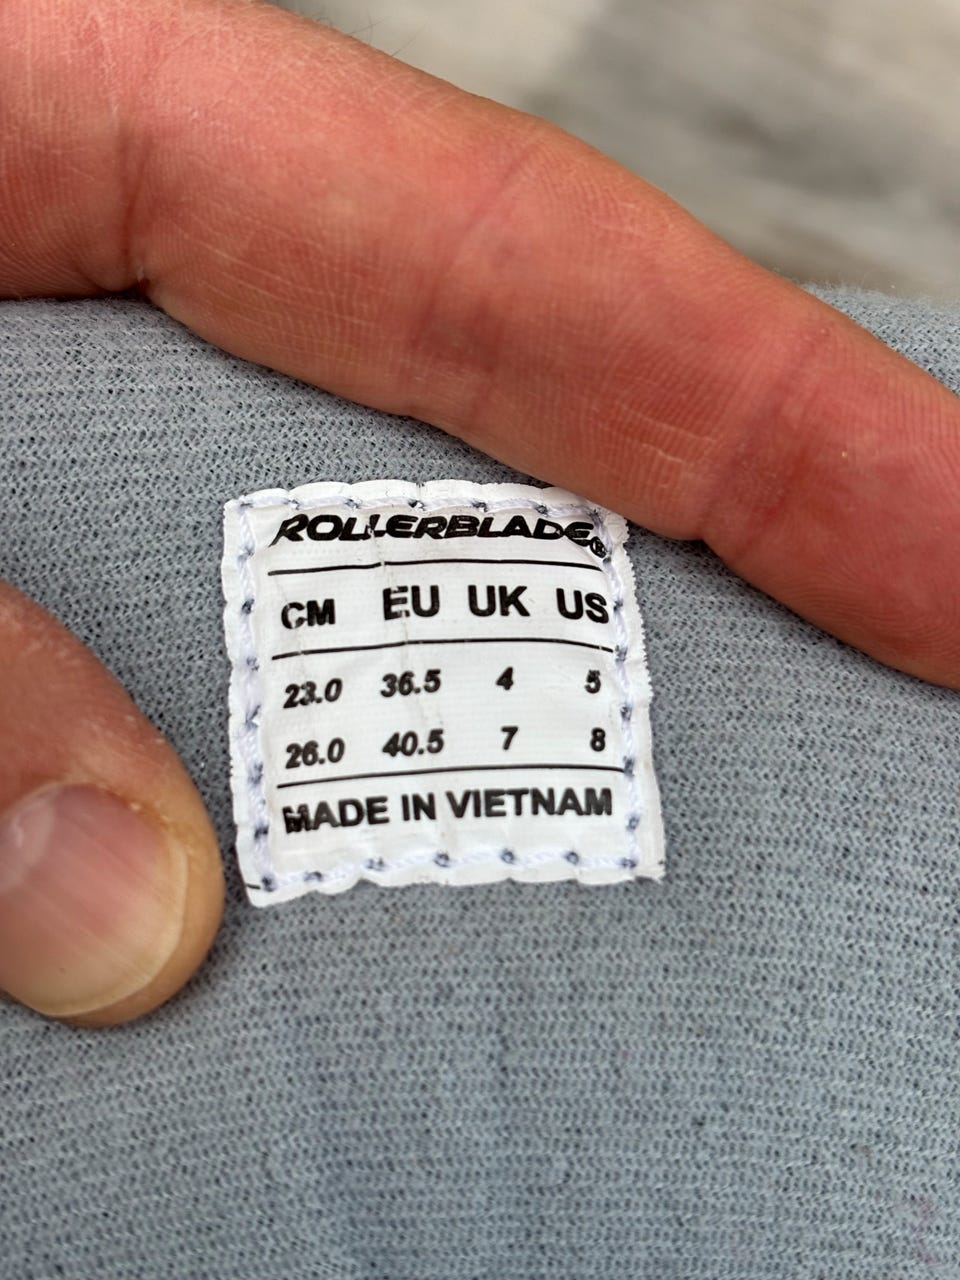 ROLLERBLADE®
CM EU UK US
23.0 36.5 4 5
26.0 40.5 7 8
MADE IN VIETNAM